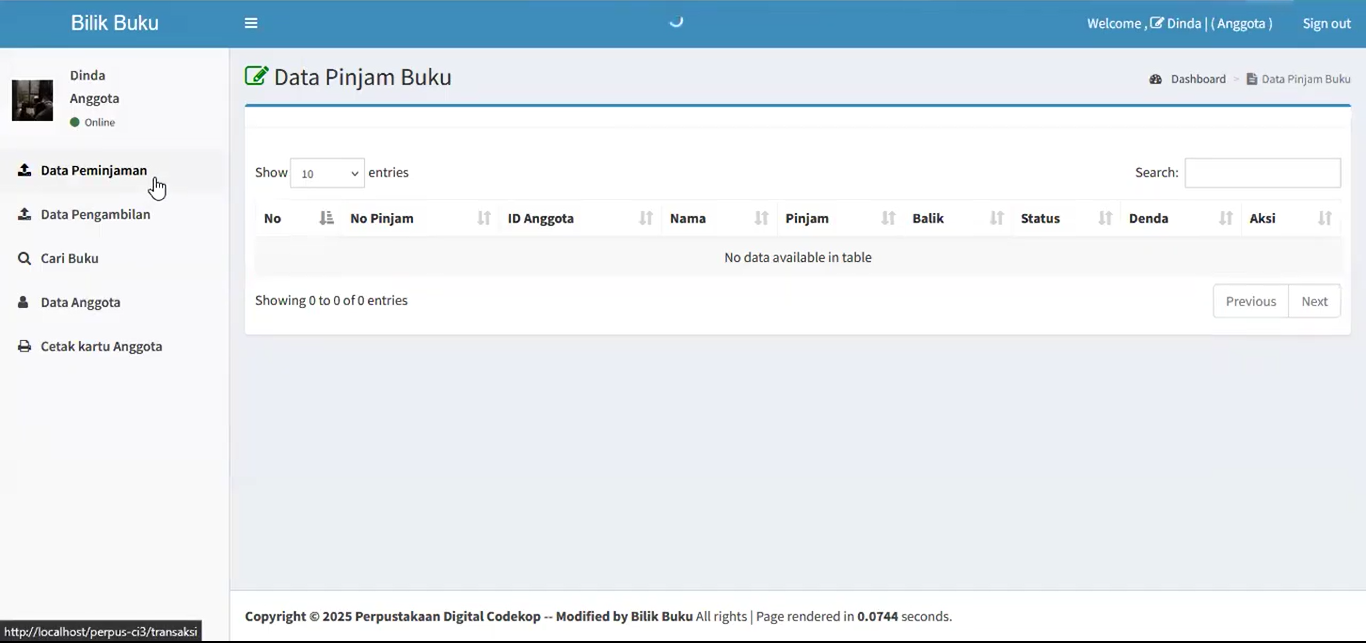 Bilik Buku
Welcome , Dinda | ( Anggota )
Sign out
Dinda
Anggota
Online
Data Peminjaman
Data Pengambilan
Cari Buku
Data Anggota
Cetak kartu Anggota
Data Pinjam Buku
Dashboard > Data Pinjam Buku
Show 10 entries
Search:
No No Pinjam ID Anggota Nama Pinjam Balik Status Denda Aksi
No data available in table
Showing 0 to 0 of 0 entries
Previous Next
Copyright © 2025 Perpustakaan Digital Codekop -- Modified by Bilik Buku All rights | Page rendered in 0.0744 seconds.
http://localhost/perpus-ci3/transaksi